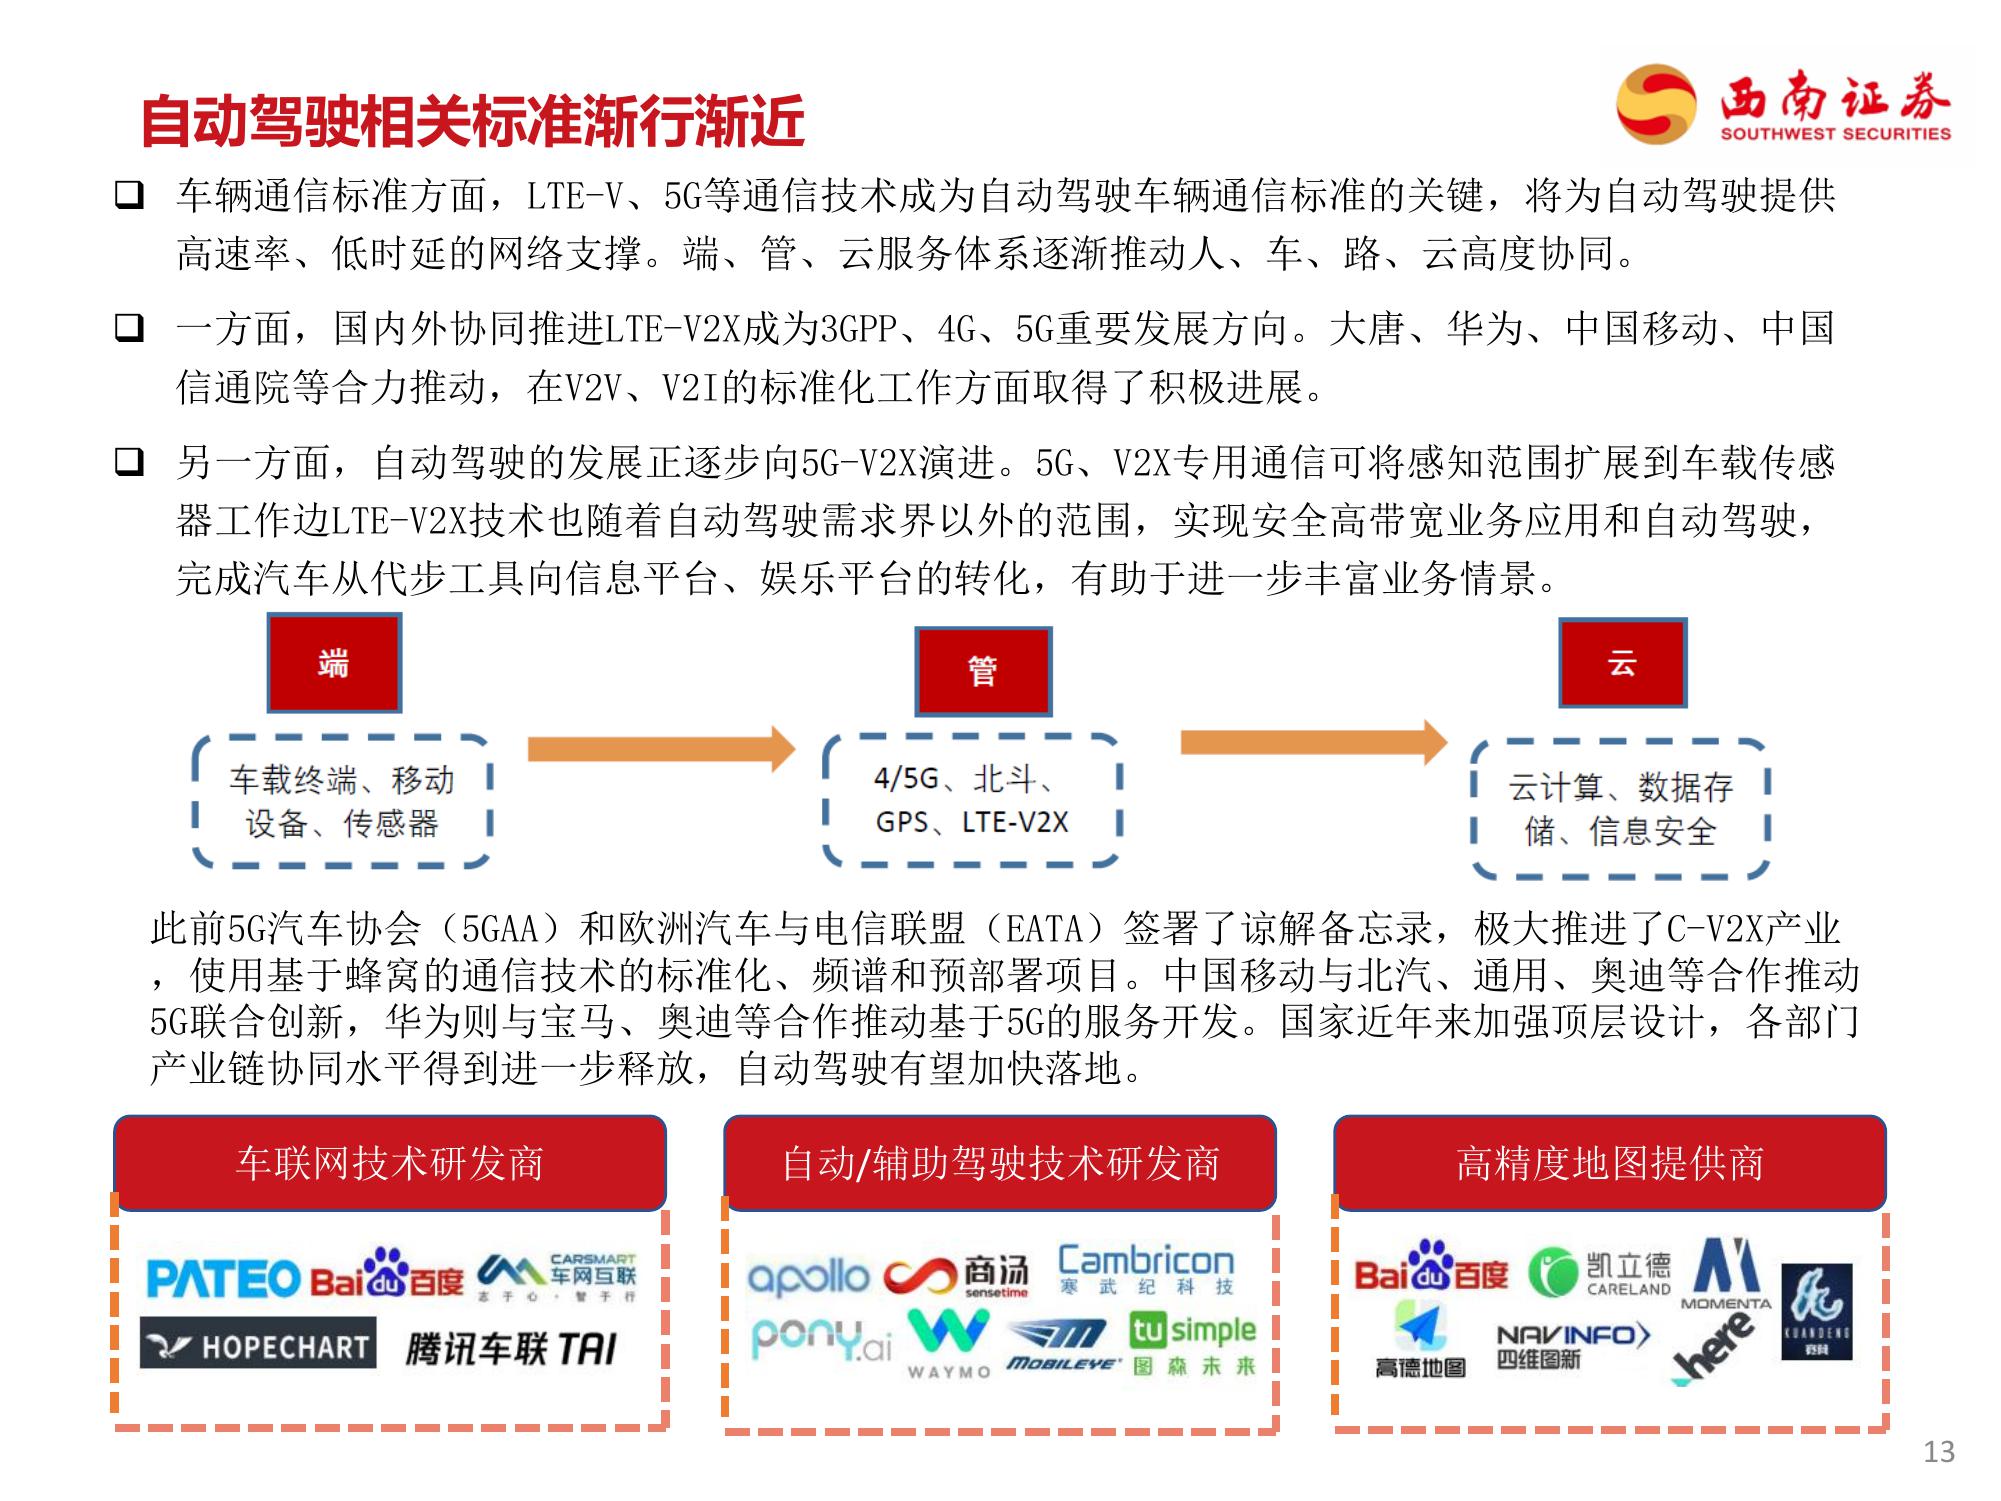 自动驾驶相关标准渐行渐近
西南证券
SOUTHWEST SECURITIES
车辆通信标准方面，LTE-V、5G等通信技术成为自动驾驶车辆通信标准的关键，将为自动驾驶提供
高速率、低时延的网络支撑。端、管、云服务体系逐渐推动人、车、路、云高度协同。
一方面，国内外协同推进LTE-V2X成为3GPP、4G、5G重要发展方向。大唐、华为、中国移动、中国
信通院等合力推动，在V2V、V2I的标准化工作方面取得了积极进展。
另一方面，自动驾驶的发展正逐步向5G-V2X演进。5G、V2X专用通信可将感知范围扩展到车载传感
器工作边LTE-V2X技术也随着自动驾驶需求界以外的范围，实现安全高带宽业务应用和自动驾驶，
完成汽车从代步工具向信息平台、娱乐平台的转化，有助于进一步丰富业务情景。
端
管
云
车载终端、移动
设备、传感器
4/5G、北斗、
GPS、LTE-V2X
云计算、数据存
储、信息安全
此前5G汽车协会（5GAA）和欧洲汽车与电信联盟（EATA）签署了谅解备忘录，极大推进了C-V2X产业
，使用基于蜂窝的通信技术的标准化、频谱和预部署项目。中国移动与北汽、通用、奥迪等合作推动
5G联合创新，华为则与宝马、奥迪等合作推动基于5G的服务开发。国家近年来加强顶层设计，各部门
产业链协同水平得到进一步释放，自动驾驶有望加快落地。
车联网技术研发商
PATEO
Bai du 百度
CARSMART
车网互联
志于心·智于行
HOPECHART
腾讯车联 TAI
自动/辅助驾驶技术研发商
apollo
商汤
sensetime
Cambricon
寒武纪科技
pony.ai
WAYMO
MOBILEYE
tusimple
图森未来
高精度地图提供商
Bai du 百度
凯立德
CARELAND
MOMENTA
高德地图
NAVINFO
四维图新
here
KUANDENG
宽凳
13